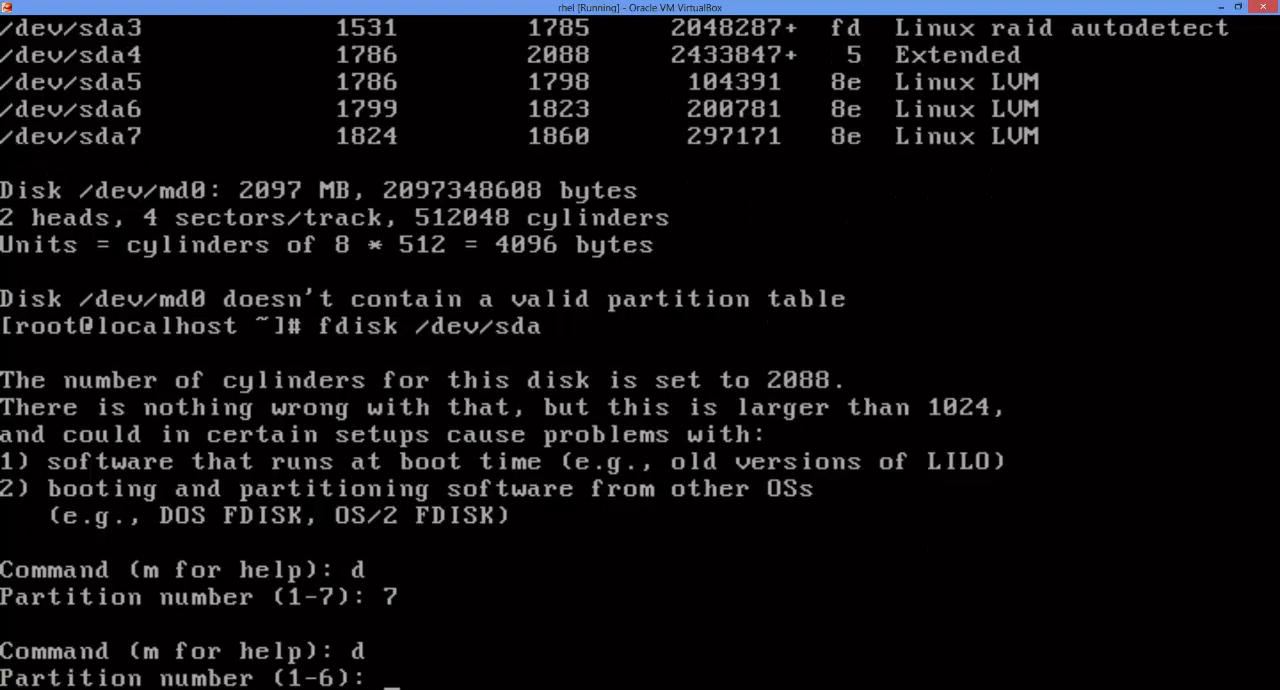 rhel [Running] - Oracle VM VirtualBox
/dev/sda3 1531 1785 2048287+ fd Linux raid autodetect
/dev/sda4 1786 2088 2433847+ 5 Extended
/dev/sda5 1786 1798 104391 8e Linux LVM
/dev/sda6 1799 1823 200781 8e Linux LVM
/dev/sda7 1824 1860 297171 8e Linux LVM
Disk /dev/md0: 2097 MB, 2097348608 bytes
2 heads, 4 sectors/track, 512048 cylinders
Units = cylinders of 8 * 512 = 4096 bytes
Disk /dev/md0 doesn't contain a valid partition table
[root@localhost ~]# fdisk /dev/sda
The number of cylinders for this disk is set to 2088.
There is nothing wrong with that, but this is larger than 1024,
and could in certain setups cause problems with:
1) software that runs at boot time (e.g., old versions of LILO)
2) booting and partitioning software from other OSs
(e.g., DOS FDISK, OS/2 FDISK)
Command (m for help): d
Partition number (1-7): 7
Command (m for help): d
Partition number (1-6): _